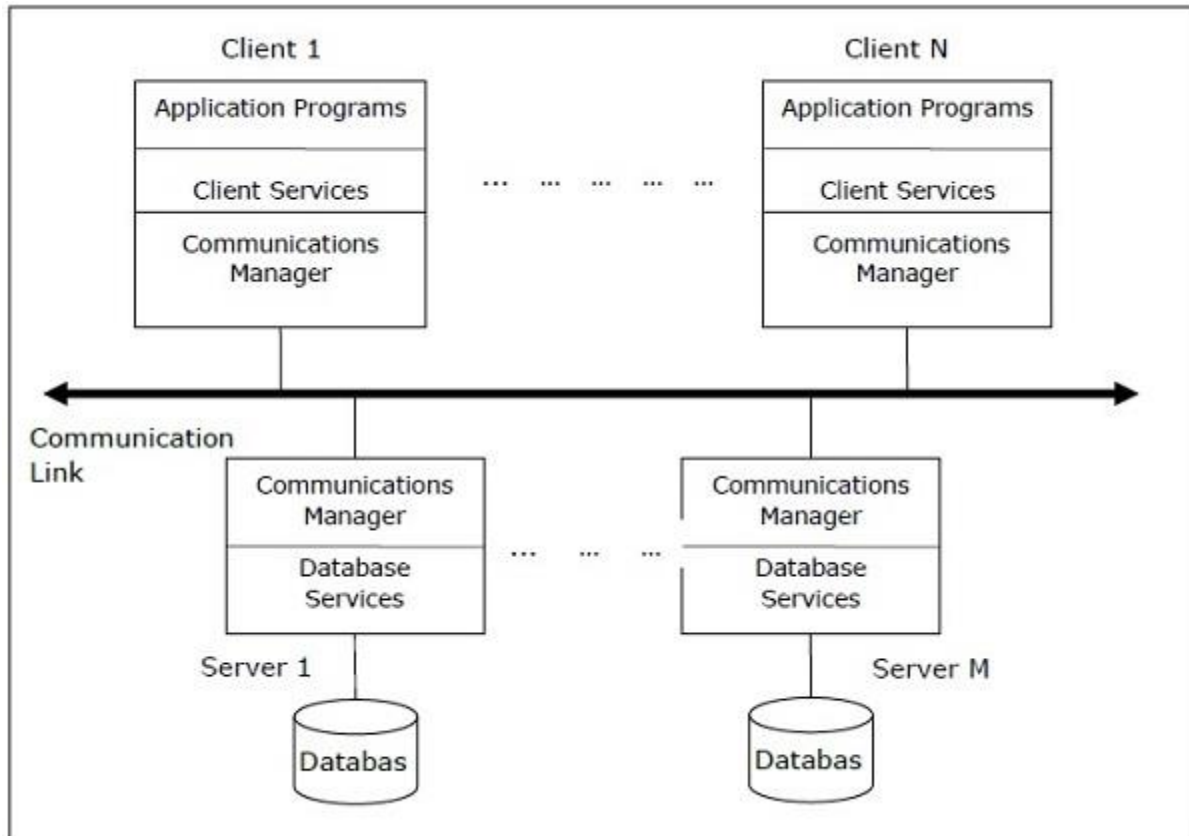 Client 1
Client N
Application Programs
Application Programs
Client Services
... ... ... ... ...
Client Services
Communications
Manager
Communications
Manager
Communication
Link
Communications
Manager
Communications
Manager
... ... ...
Database
Services
Database
Services
Server 1
Server M
Databas
Databas